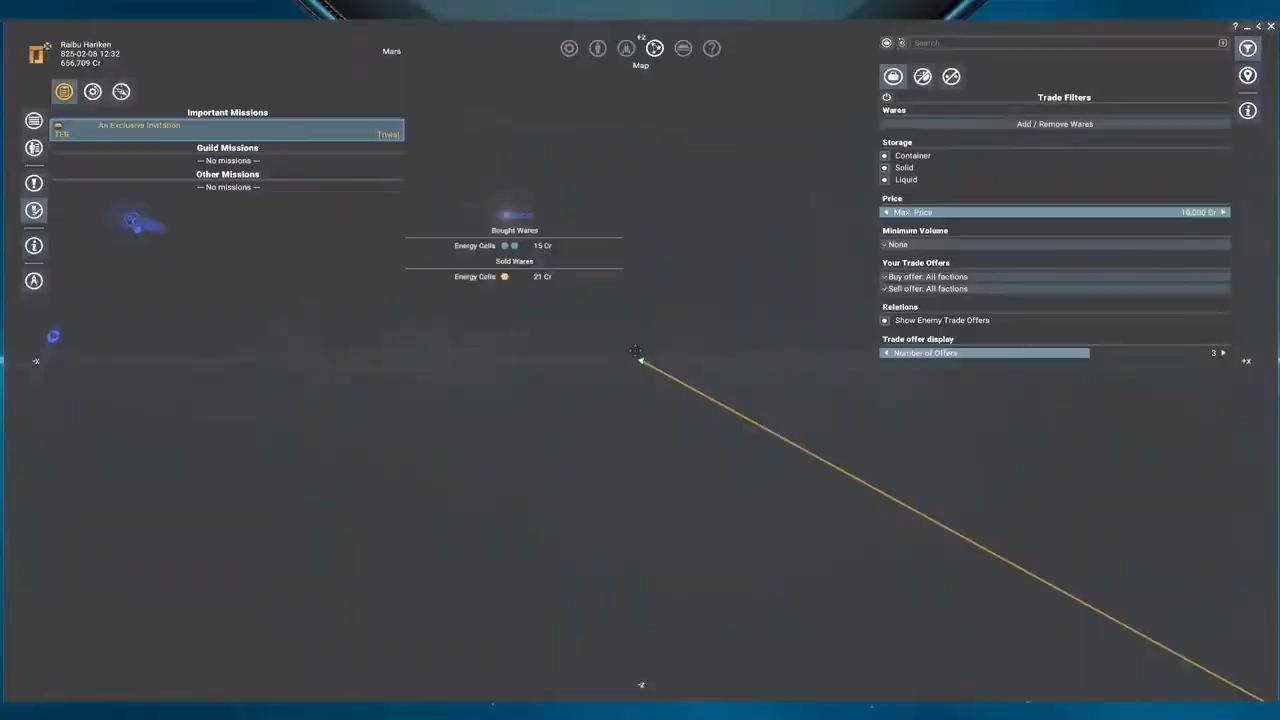 ? _ < ×
Raibu Hariken
825-02-08 12:32
656,709 Cr
Mars
+z
Map
Search...
Important Missions
An Exclusive Invitation
TER Trivial
Guild Missions
— No missions —
Other Missions
— No missions —
Bought Wares
Energy Cells 15 Cr
Sold Wares
Energy Cells 21 Cr
Trade Filters
Wares
Add / Remove Wares
Storage
Container
Solid
Liquid
Price
Max. Price 10,000 Cr
Minimum Volume
None
Your Trade Offers
Buy offer: All factions
Sell offer: All factions
Relations
Show Enemy Trade Offers
Trade offer display
Number of Offers 3
-x
+x
-z